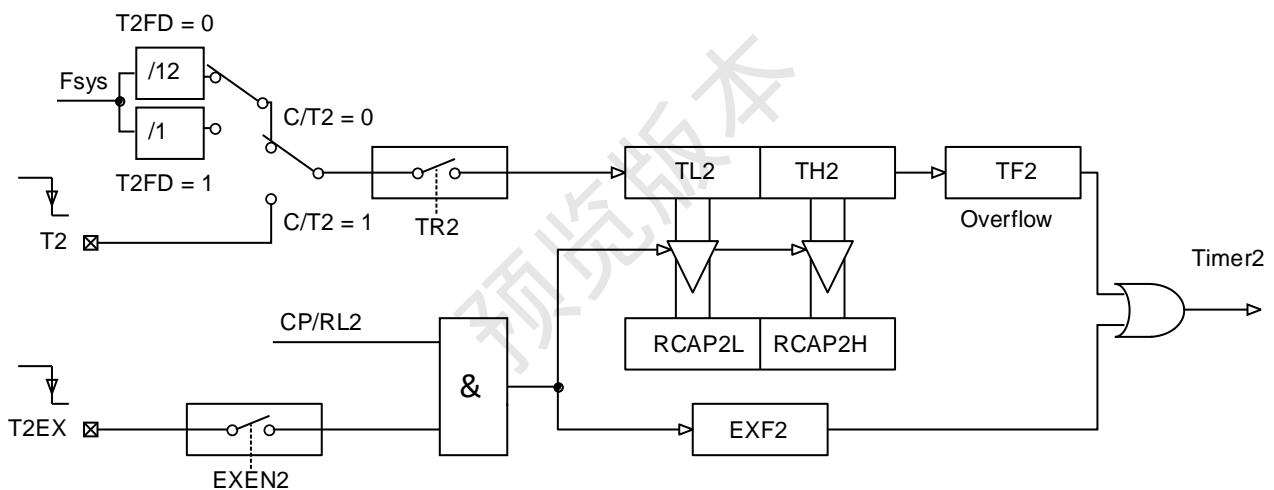 T2FD = 0
/12
Fsys
C/T2 = 0
/1
T2FD = 1
TL2
TH2
TF2
Overflow
T2
C/T2 = 1
TR2
Timer2
CP/RL2
RCAP2L
RCAP2H
&
T2EX
EXF2
EXEN2
预览版本